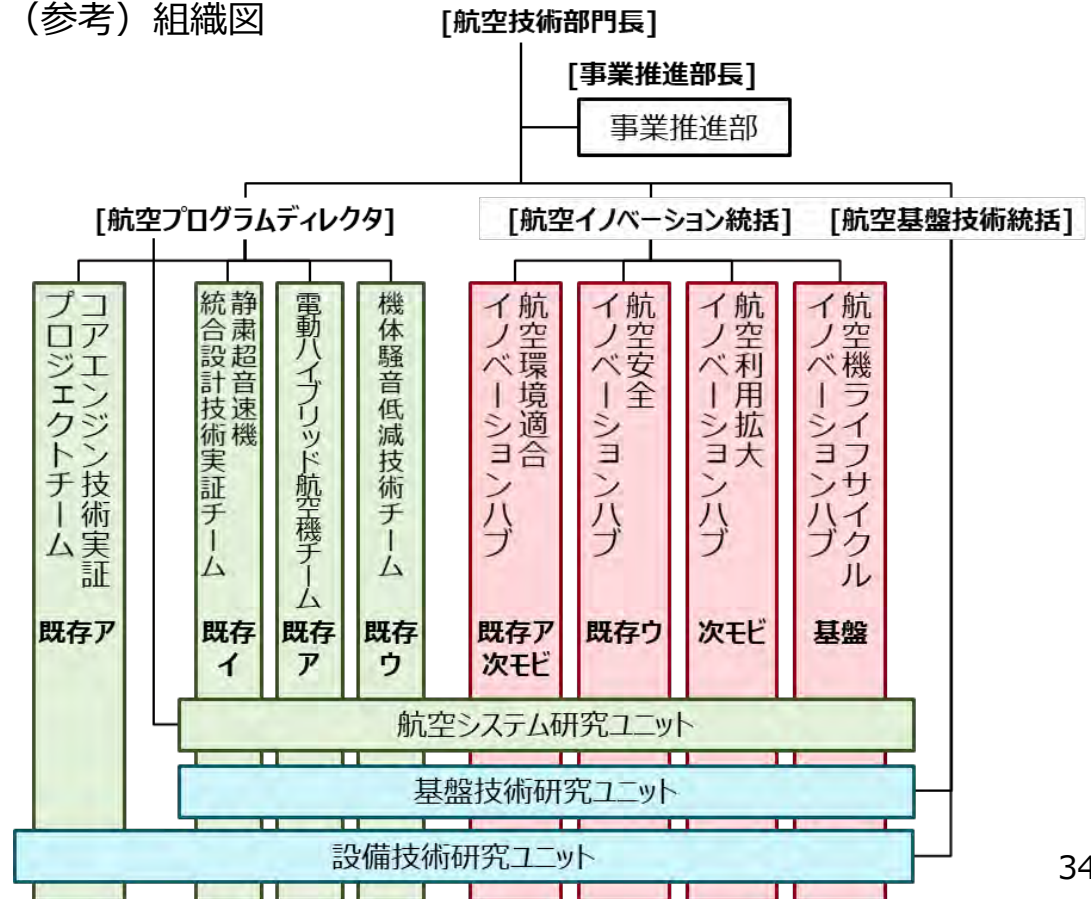 （参考）組織図
[航空技術部門長]
[事業推進部長]
事業推進部
[航空プログラムディレクタ]
[航空イノベーション統括]
[航空基盤技術統括]
コアエンジン技術実証
プロジェクトチーム
既存ア
静粛超音速機
統合設計技術実証チーム
既存
イ
電動ハイブリッド航空機チーム
既存
ア
機体騒音低減技術チーム
既存
ウ
航空環境適合
イノベーションハブ
既存ア
次モビ
航空安全
イノベーションハブ
既存ウ
航空利用拡大
イノベーションハブ
次モビ
航空機ライフサイクル
イノベーションハブ
基盤
航空システム研究ユニット
基盤技術研究ユニット
設備技術研究ユニット
34